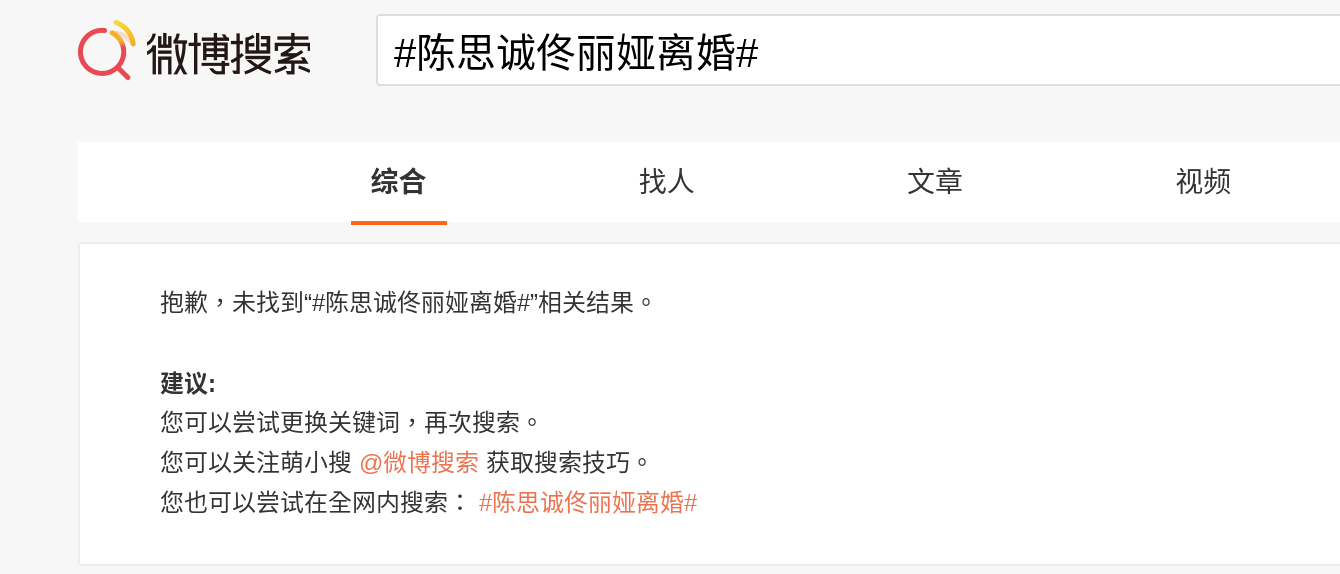 微博搜索
#陈思诚佟丽娅离婚#
综合 找人 文章 视频
抱歉，未找到“#陈思诚佟丽娅离婚#”相关结果。
建议:
您可以尝试更换关键词，再次搜索。
您可以关注萌小搜 @微博搜索 获取搜索技巧。
您也可以尝试在全网内搜索： #陈思诚佟丽娅离婚#